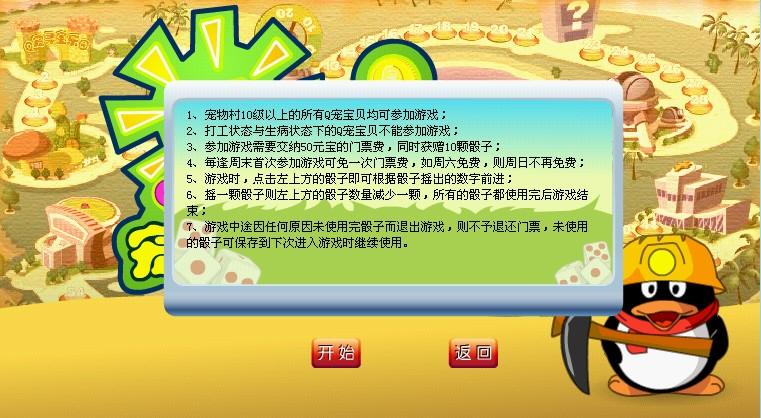 Q宠寻宝乐园
1、宠物村10级以上的所有Q宠宝贝均可参加游戏；
2、打工状态与生病状态下的Q宠宝贝不能参加游戏；
3、参加游戏需要交纳50元宝的门票费，同时获赠10颗骰子；
4、每逢周末首次参加游戏可免一次门票费，如周六免费，则周日不再免费；
5、游戏时，点击左上方的骰子即可根据骰子摇出的数字前进；
6、摇一颗骰子则左上方的骰子数量减少一颗，所有的骰子都使用完后游戏结
束；
7、游戏中途因任何原因未使用完骰子而退出游戏，则不予退还门票，未使用
的骰子可保存到下次进入游戏时继续使用。
开始
返回